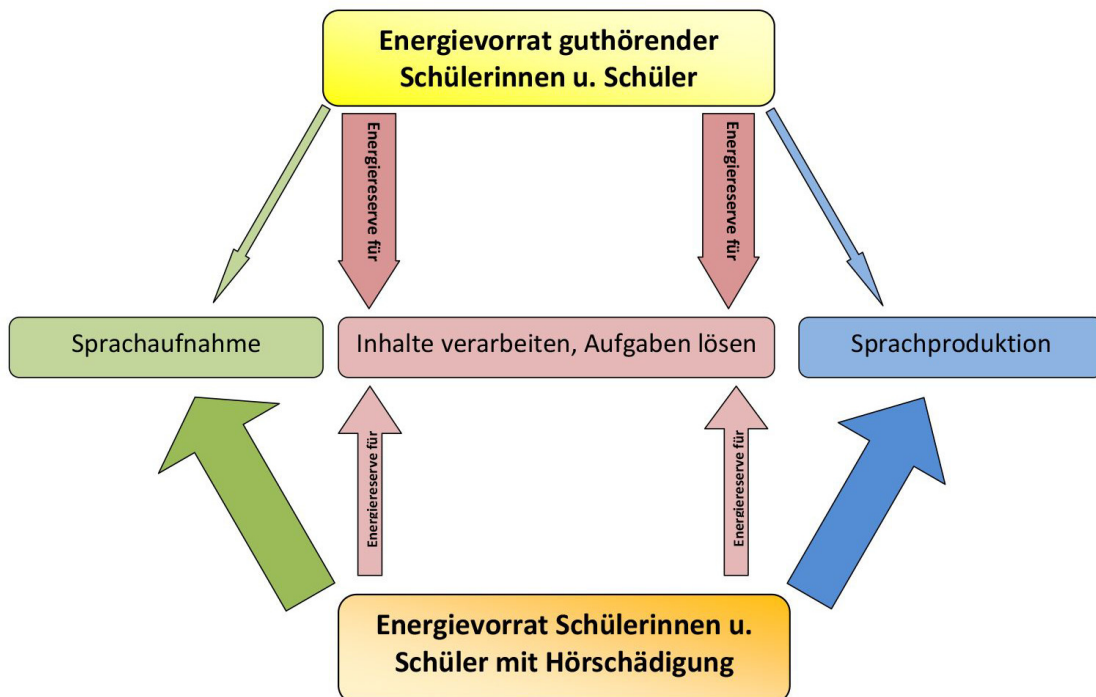 Energievorrat guthörender
Schülerinnen u. Schüler
Energiereserve für
Energiereserve für
Sprachaufnahme
Inhalte verarbeiten, Aufgaben lösen
Sprachproduktion
Energiereserve für
Energiereserve für
Energievorrat Schülerinnen u.
Schüler mit Hörschädigung